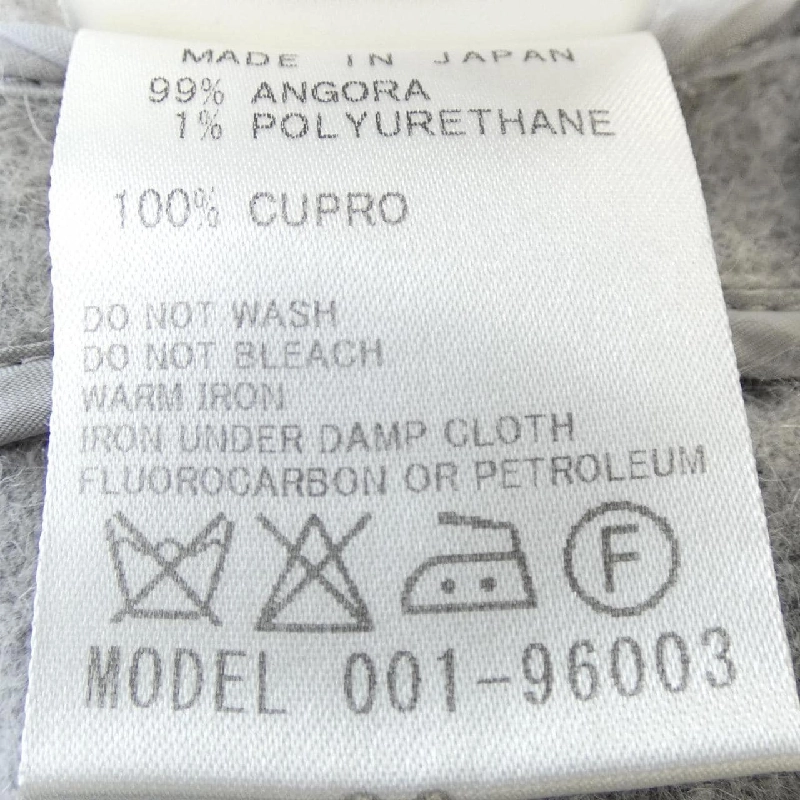 MADE IN JAPAN
99% ANGORA
1% POLYURETHANE
100% CUPRO
DO NOT WASH
DO NOT BLEACH
WARM IRON
IRON UNDER DAMP CLOTH
FLUOROCARBON OR PETROLEUM
F
MODEL 001-96003